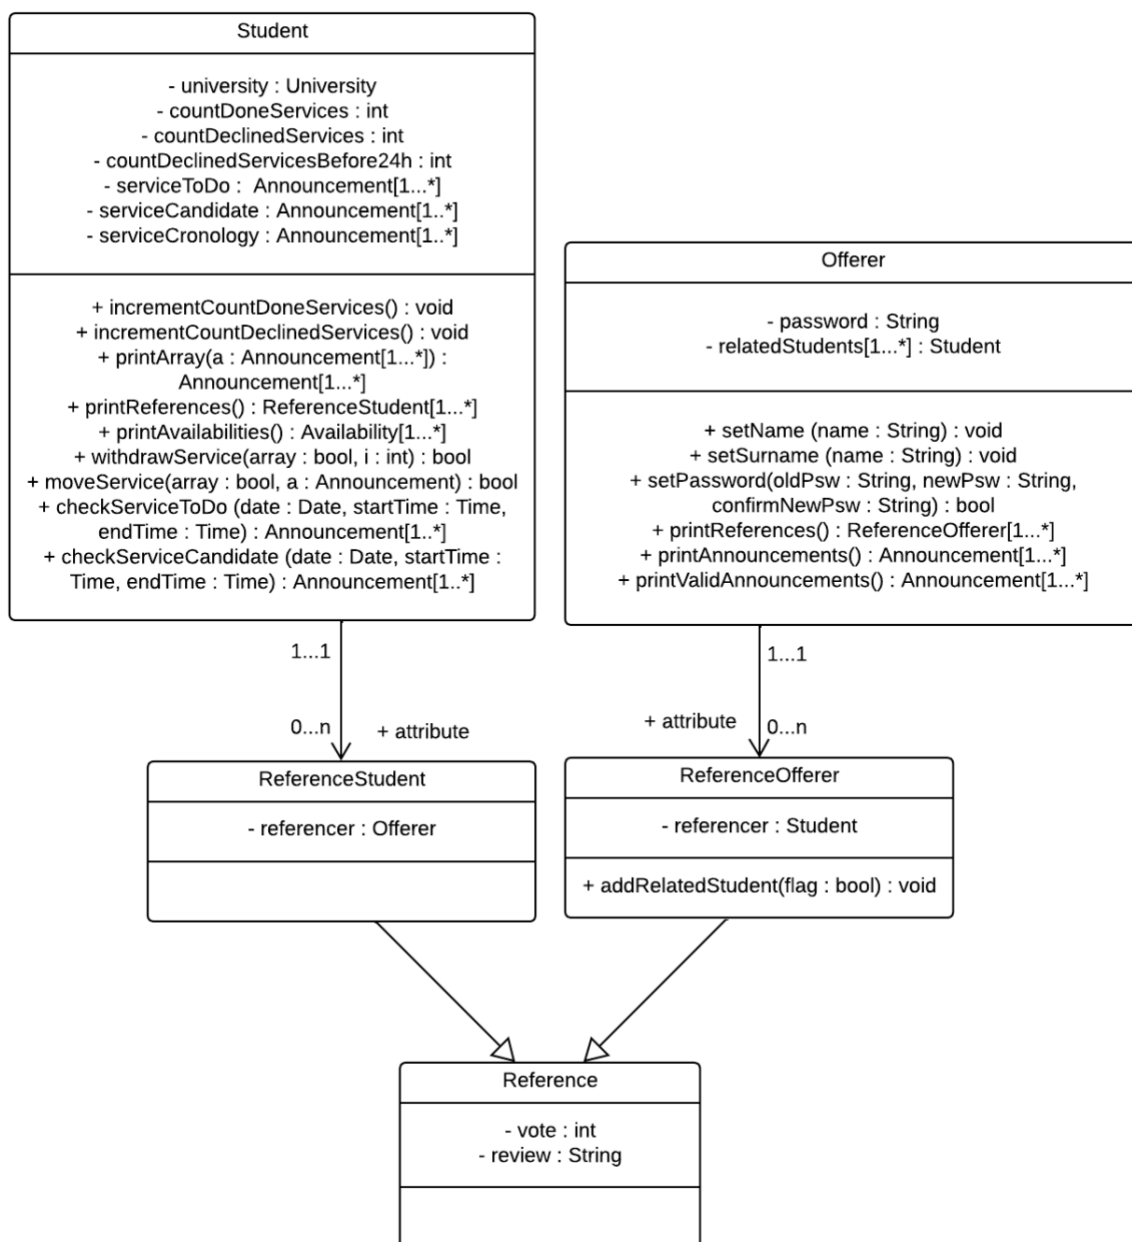 Student
- university : University
- countDoneServices : int
- countDeclinedServices : int
- countDeclinedServicesBefore24h : int
- serviceToDo :  Announcement[1...*]
- serviceCandidate : Announcement[1..*]
- serviceCronology : Announcement[1..*]
+ incrementCountDoneServices() : void
+ incrementCountDeclinedServices() : void
+ printArray(a : Announcement[1...*]) :
Announcement[1...*]
+ printReferences() : ReferenceStudent[1...*]
+ printAvailabilities() : Availability[1...*]
+ withdrawService(array : bool, i : int) : bool
+ moveService(array : bool, a : Announcement) : bool
+ checkServiceToDo (date : Date, startTime : Time,
endTime : Time) : Announcement[1..*]
+ checkServiceCandidate (date : Date, startTime :
Time, endTime : Time) : Announcement[1..*]
Offerer
- password : String
- relatedStudents[1...*] : Student
+ setName (name : String) : void
+ setSurname (name : String) : void
+ setPassword(oldPsw : String, newPsw : String,
confirmNewPsw : String) : bool
+ printReferences() : ReferenceOfferer[1...*]
+ printAnnouncements() : Announcement[1...*]
+ printValidAnnouncements() : Announcement[1...*]
1...1
0...n
+ attribute
1...1
+ attribute
0...n
ReferenceStudent
- referencer : Offerer
ReferenceOfferer
- referencer : Student
+ addRelatedStudent(flag : bool) : void
Reference
- vote : int
- review : String